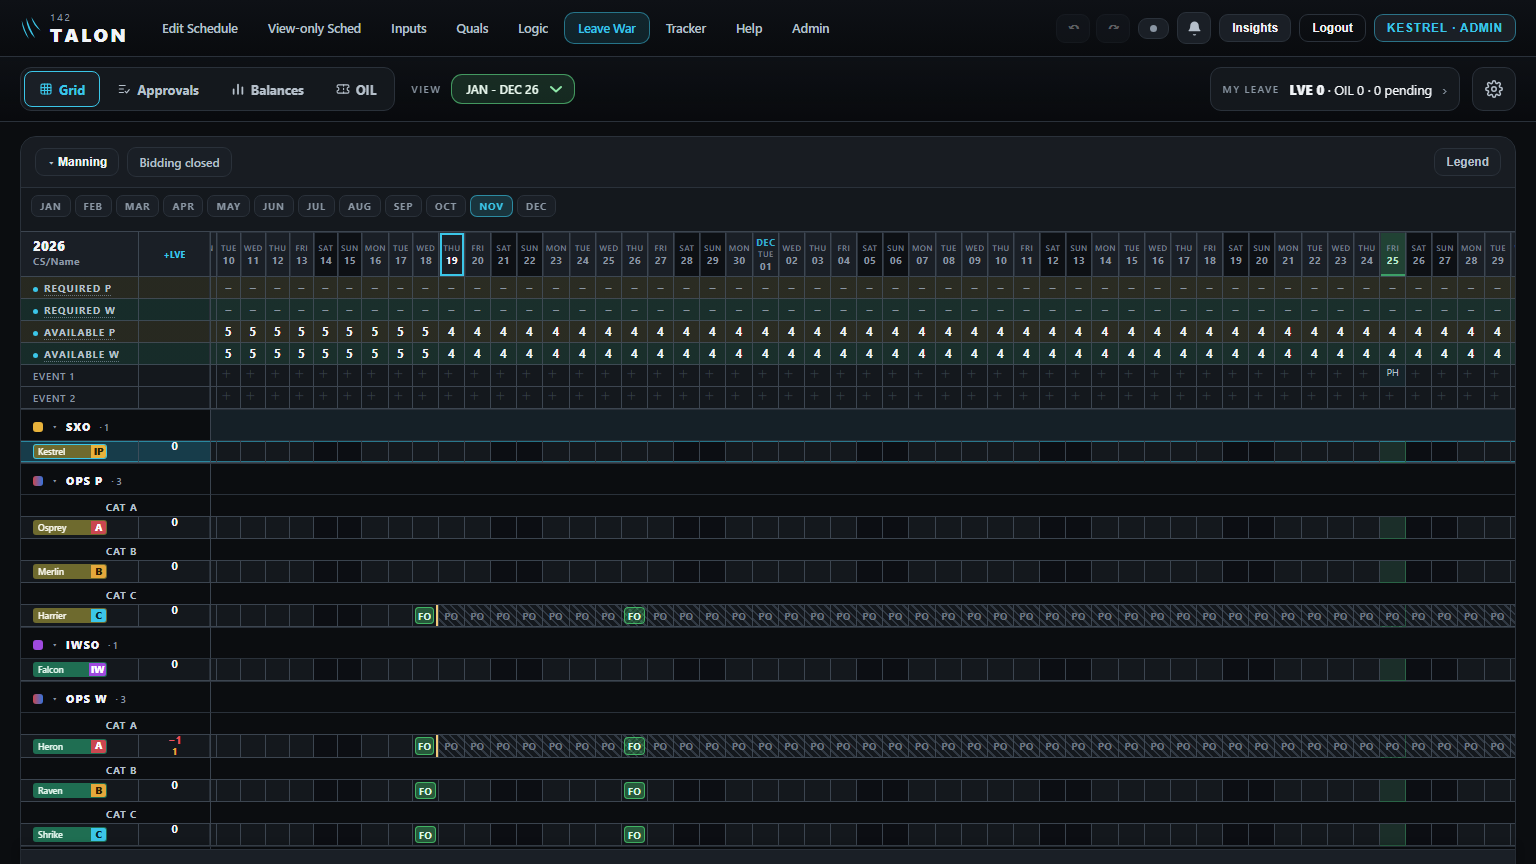 142
TALON
Edit Schedule View-only Sched Inputs Quals Logic Leave War Tracker Help Admin
Insights Logout KESTREL · ADMIN
Grid Approvals Balances OIL VIEW JAN - DEC 26
MY LEAVE LVE 0 · OIL 0 · 0 pending ›
Manning Bidding closed Legend
JAN FEB MAR APR MAY JUN JUL AUG SEP OCT NOV DEC
2026
CS/Name
+LVE
TUE 10 WED 11 THU 12 FRI 13 SAT 14 SUN 15 MON 16 TUE 17 WED 18 THU 19 FRI 20 SAT 21 SUN 22 MON 23 TUE 24 WED 25 THU 26 FRI 27 SAT 28 SUN 29 MON 30 DEC TUE 01 WED 02 THU 03 FRI 04 SAT 05 SUN 06 MON 07 TUE 08 WED 09 THU 10 FRI 11 SAT 12 SUN 13 MON 14 TUE 15 WED 16 THU 17 FRI 18 SAT 19 SUN 20 MON 21 TUE 22 WED 23 THU 24 FRI 25 SAT 26 SUN 27 MON 28 TUE 29
REQUIRED P – – – – – – – – – – – – – – – – – – – – – – – – – – – – – – – – – – – – – – – – – – – – – – – – – –
REQUIRED W – – – – – – – – – – – – – – – – – – – – – – – – – – – – – – – – – – – – – – – – – – – – – – – – – –
AVAILABLE P 5 5 5 5 5 5 5 5 5 4 4 4 4 4 4 4 4 4 4 4 4 4 4 4 4 4 4 4 4 4 4 4 4 4 4 4 4 4 4 4 4 4 4 4 4 4 4 4 4 4
AVAILABLE W 5 5 5 5 5 5 5 5 5 4 4 4 4 4 4 4 4 4 4 4 4 4 4 4 4 4 4 4 4 4 4 4 4 4 4 4 4 4 4 4 4 4 4 4 4 4 4 4 4 4
EVENT 1 + + + + + + + + + + + + + + + + + + + + + + + + + + + + + + + + + + + + + + + + + + + + + PH + + + +
EVENT 2 + + + + + + + + + + + + + + + + + + + + + + + + + + + + + + + + + + + + + + + + + + + + + + + + + +
SXO · 1
Kestrel IP 0
OPS P · 3
CAT A
Osprey A 0
CAT B
Merlin B 0
CAT C
Harrier C 0 FO PO PO PO PO PO PO PO FO PO PO PO PO PO PO PO PO PO PO PO PO PO PO PO PO PO PO PO PO PO PO PO PO PO PO PO PO PO PO PO PO PO
IWSO · 1
Falcon IW 0
OPS W · 3
CAT A
Heron A −1 FO PO PO PO PO PO PO PO FO PO PO PO PO PO PO PO PO PO PO PO PO PO PO PO PO PO PO PO PO PO PO PO PO PO PO PO PO PO PO PO PO PO
1
CAT B
Raven B 0 FO FO
CAT C
Shrike C 0 FO FO